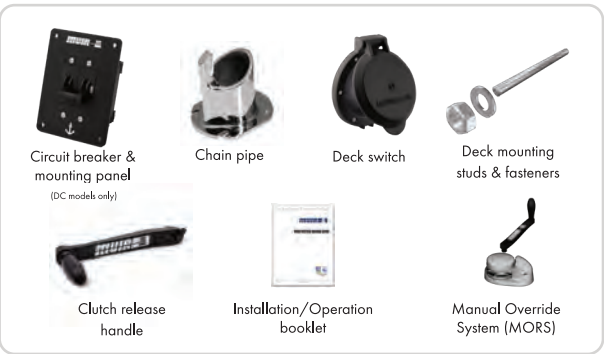 Circuit breaker &
mounting panel
(DC models only)
Chain pipe
Deck switch
Deck mounting
studs & fasteners
Clutch release
handle
Installation/Operation
booklet
Manual Override
System (MORS)